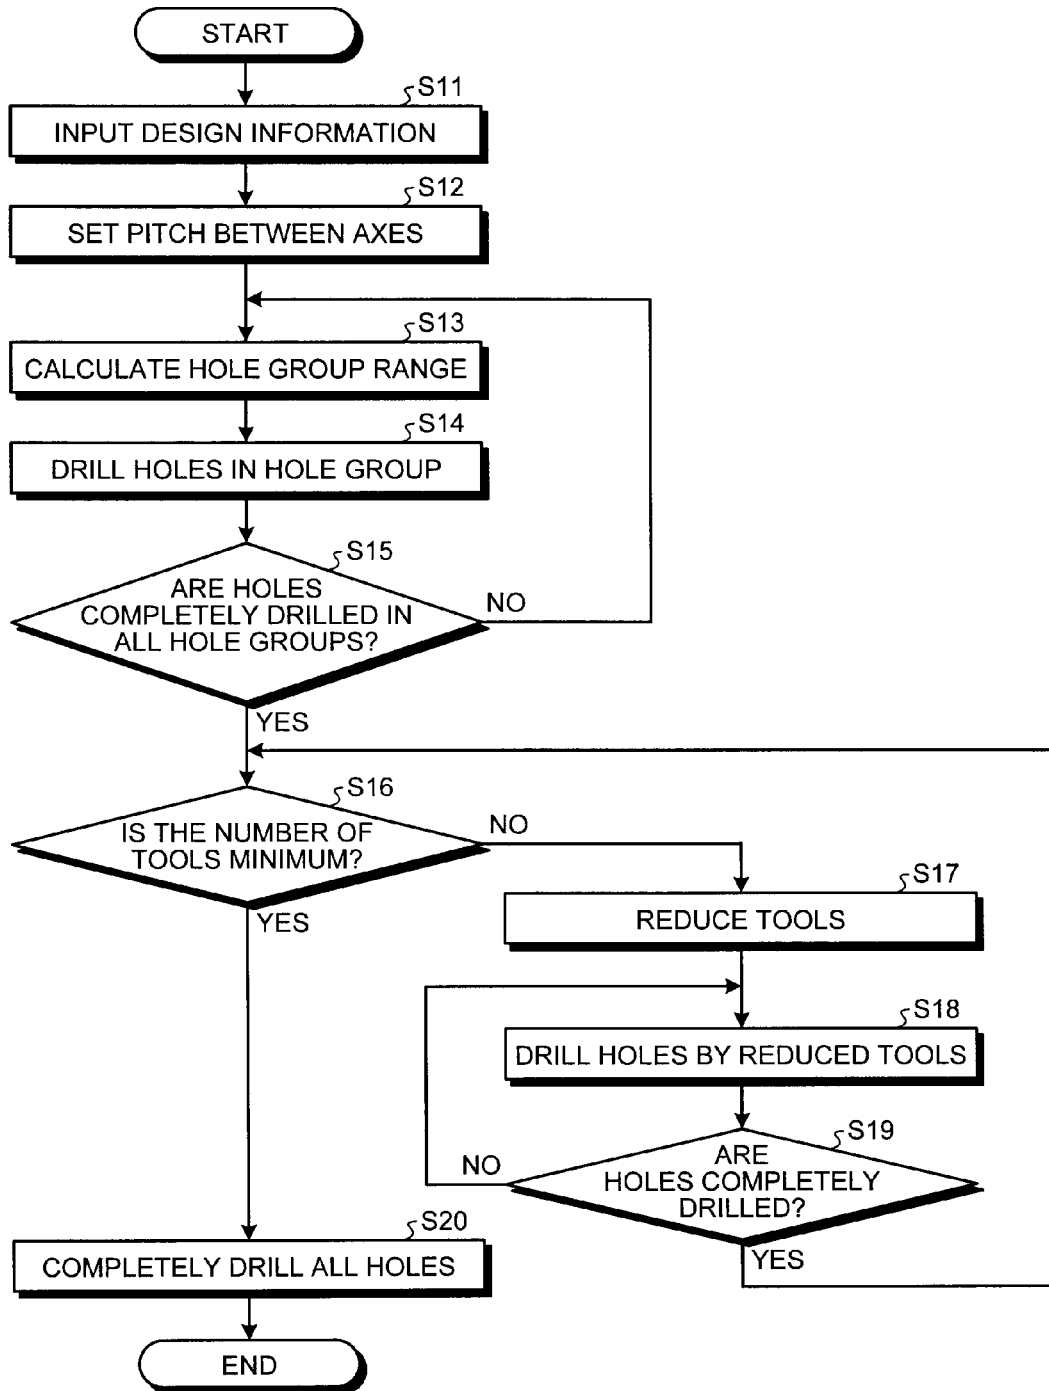 START
S11
INPUT DESIGN INFORMATION
S12
SET PITCH BETWEEN AXES
S13
CALCULATE HOLE GROUP RANGE
S14
DRILL HOLES IN HOLE GROUP
S15
ARE HOLES
COMPLETELY DRILLED IN
ALL HOLE GROUPS?
NO
YES
S16
IS THE NUMBER OF
TOOLS MINIMUM?
NO
YES
S17
REDUCE TOOLS
S18
DRILL HOLES BY REDUCED TOOLS
S19
ARE
HOLES COMPLETELY
DRILLED?
NO
YES
S20
COMPLETELY DRILL ALL HOLES
END